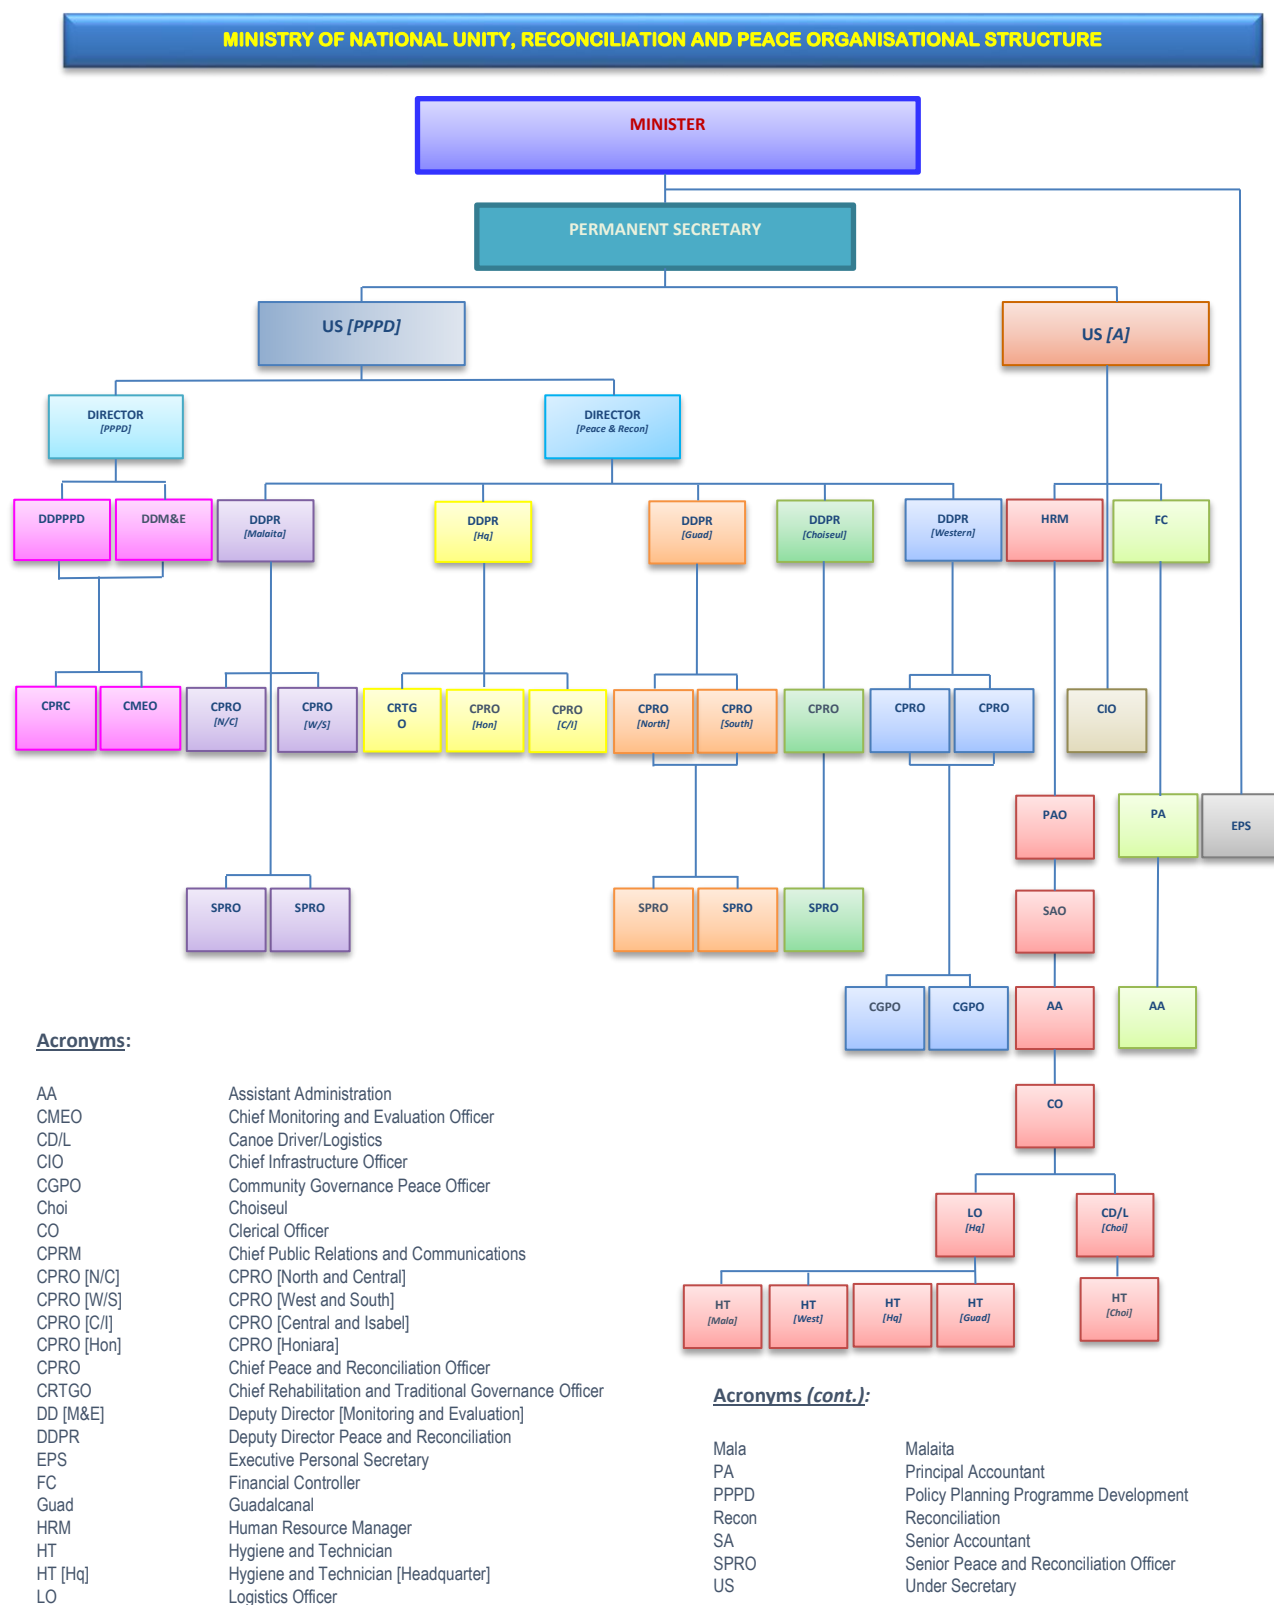 MINISTRY OF NATIONAL UNITY, RECONCILIATION AND PEACE ORGANISATIONAL STRUCTURE
MINISTER
PERMANENT SECRETARY
US [PPPD]
US [A]
DIRECTOR
[PPPD]
DIRECTOR
[Peace & Recon]
DDPPPD
DDM&E
DDPR
[Malaita]
DDPR
[Hq]
DDPR
[Guad]
DDPR
[Choiseul]
DDPR
[Western]
HRM
FC
CPRC
CMEO
CPRO
[N/C]
CPRO
[W/S]
CRTG
O
CPRO
[Hon]
CPRO
[C/I]
CPRO
[North]
CPRO
[South]
CPRO
CPRO
CPRO
CIO
PAO
PA
EPS
SPRO
SPRO
SPRO
SPRO
SPRO
SAO
CGPO
CGPO
AA
AA
CO
LO
[Hq]
CD/L
[Choi]
HT
[Mala]
HT
[West]
HT
[Hq]
HT
[Guad]
HT
[Choi]
Acronyms:
AA Assistant Administration
CMEO Chief Monitoring and Evaluation Officer
CD/L Canoe Driver/Logistics
CIO Chief Infrastructure Officer
CGPO Community Governance Peace Officer
Choi Choiseul
CO Clerical Officer
CPRM Chief Public Relations and Communications
CPRO [N/C] CPRO [North and Central]
CPRO [W/S] CPRO [West and South]
CPRO [C/I] CPRO [Central and Isabel]
CPRO [Hon] CPRO [Honiara]
CPRO Chief Peace and Reconciliation Officer
CRTGO Chief Rehabilitation and Traditional Governance Officer
DD [M&E] Deputy Director [Monitoring and Evaluation]
DDPR Deputy Director Peace and Reconciliation
EPS Executive Personal Secretary
FC Financial Controller
Guad Guadalcanal
HRM Human Resource Manager
HT Hygiene and Technician
HT [Hq] Hygiene and Technician [Headquarter]
LO Logistics Officer
Acronyms (cont.):
Mala Malaita
PA Principal Accountant
PPPD Policy Planning Programme Development
Recon Reconciliation
SA Senior Accountant
SPRO Senior Peace and Reconciliation Officer
US Under Secretary